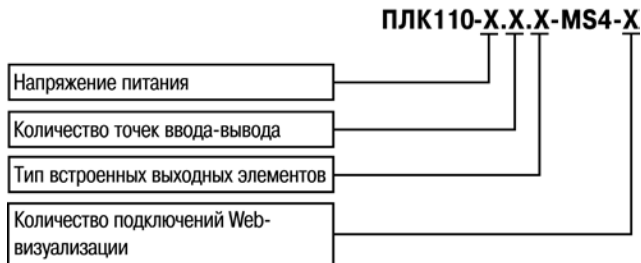 ПЛК110-X.X.X-MS4-X
Напряжение питания
Количество точек ввода-вывода
Тип встроенных выходных элементов
Количество подключений Web-
визуализации